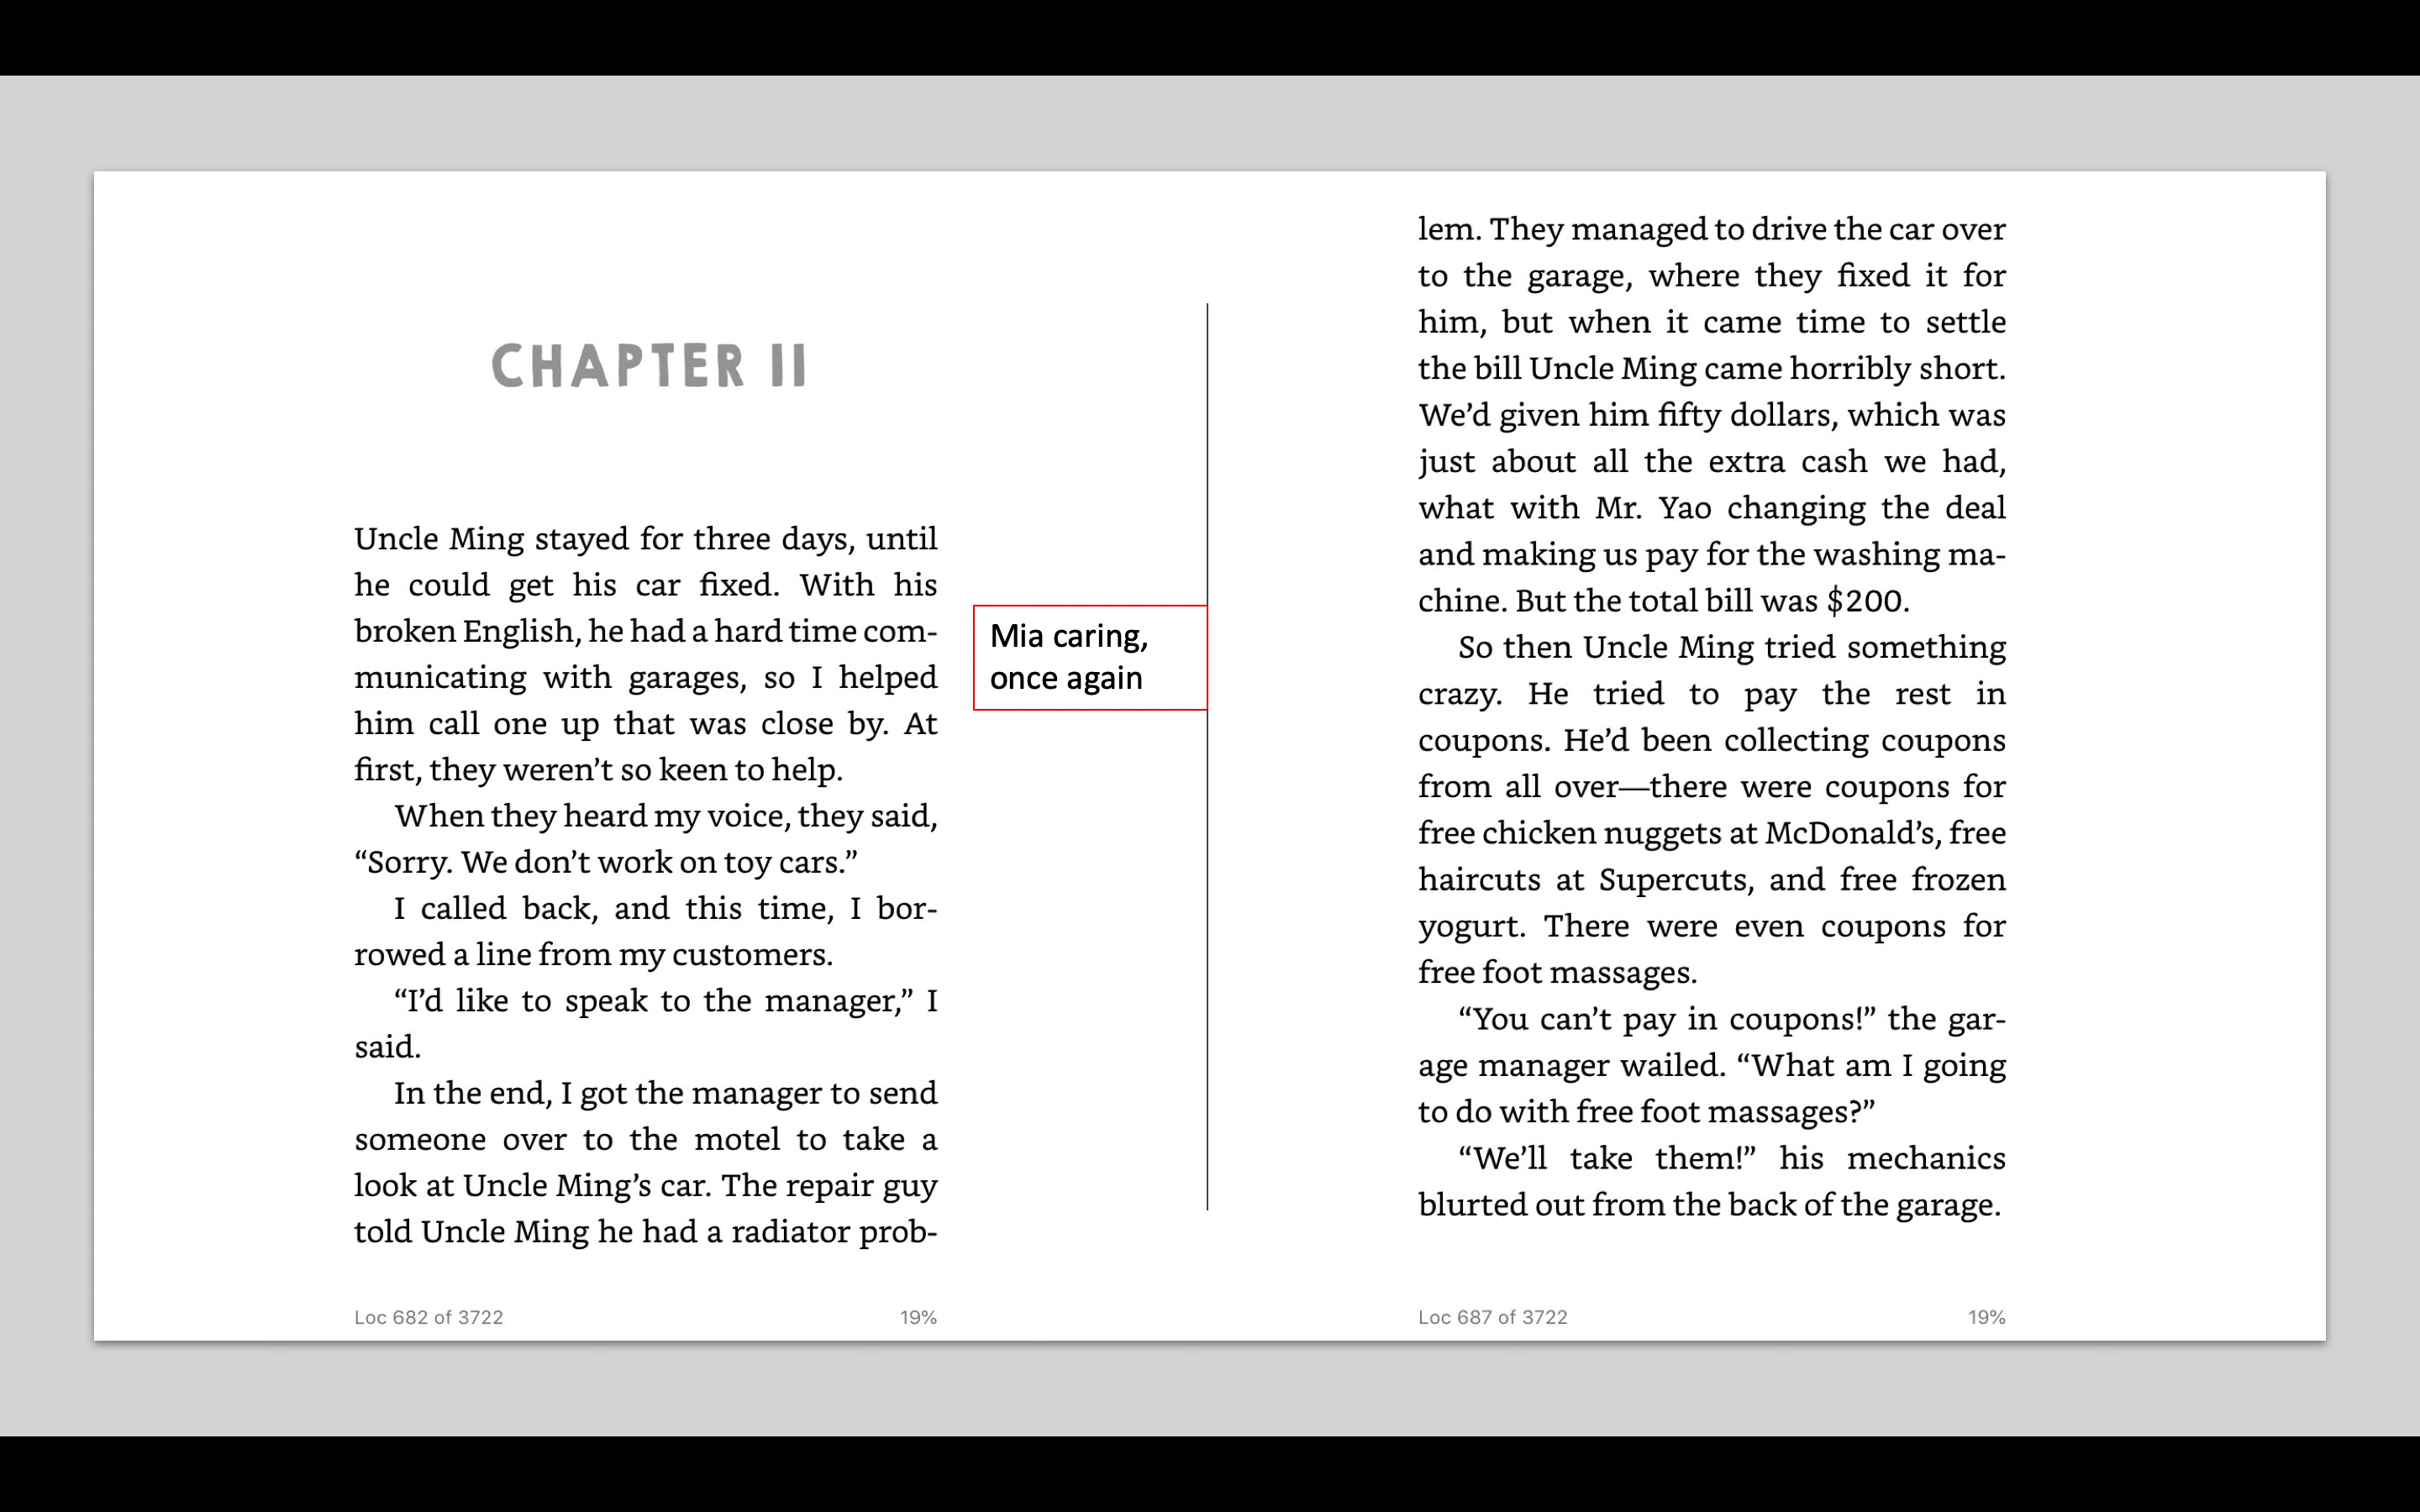 CHAPTER 11
Uncle Ming stayed for three days, until
he could get his car fixed. With his
broken English, he had a hard time com-
municating with garages, so I helped
him call one up that was close by. At
first, they weren’t so keen to help.
When they heard my voice, they said,
“Sorry. We don’t work on toy cars.”
I called back, and this time, I bor-
rowed a line from my customers.
“I’d like to speak to the manager,” I
said.
In the end, I got the manager to send
someone over to the motel to take a
look at Uncle Ming’s car. The repair guy
told Uncle Ming he had a radiator prob-
Loc 682 of 3722 19%
Mia caring,
once again
lem. They managed to drive the car over
to the garage, where they fixed it for
him, but when it came time to settle
the bill Uncle Ming came horribly short.
We’d given him fifty dollars, which was
just about all the extra cash we had,
what with Mr. Yao changing the deal
and making us pay for the washing ma-
chine. But the total bill was $200.
So then Uncle Ming tried something
crazy. He tried to pay the rest in
coupons. He’d been collecting coupons
from all over—there were coupons for
free chicken nuggets at McDonald’s, free
haircuts at Supercuts, and free frozen
yogurt. There were even coupons for
free foot massages.
“You can’t pay in coupons!” the gar-
age manager wailed. “What am I going
to do with free foot massages?”
“We’ll take them!” his mechanics
blurted out from the back of the garage.
Loc 687 of 3722 19%